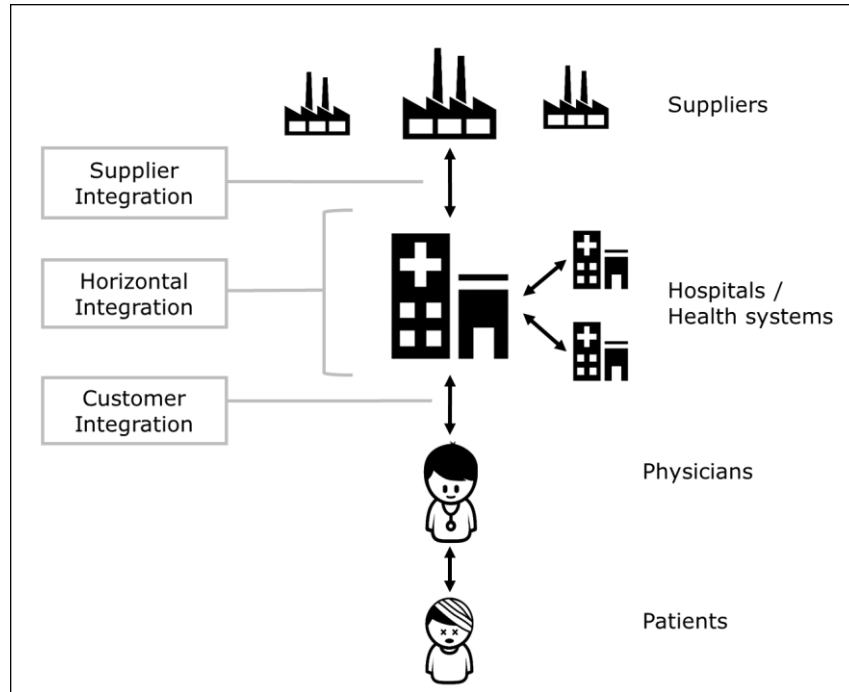 Suppliers
Supplier
Integration
Horizontal
Integration
Hospitals /
Health systems
Customer
Integration
Physicians
Patients